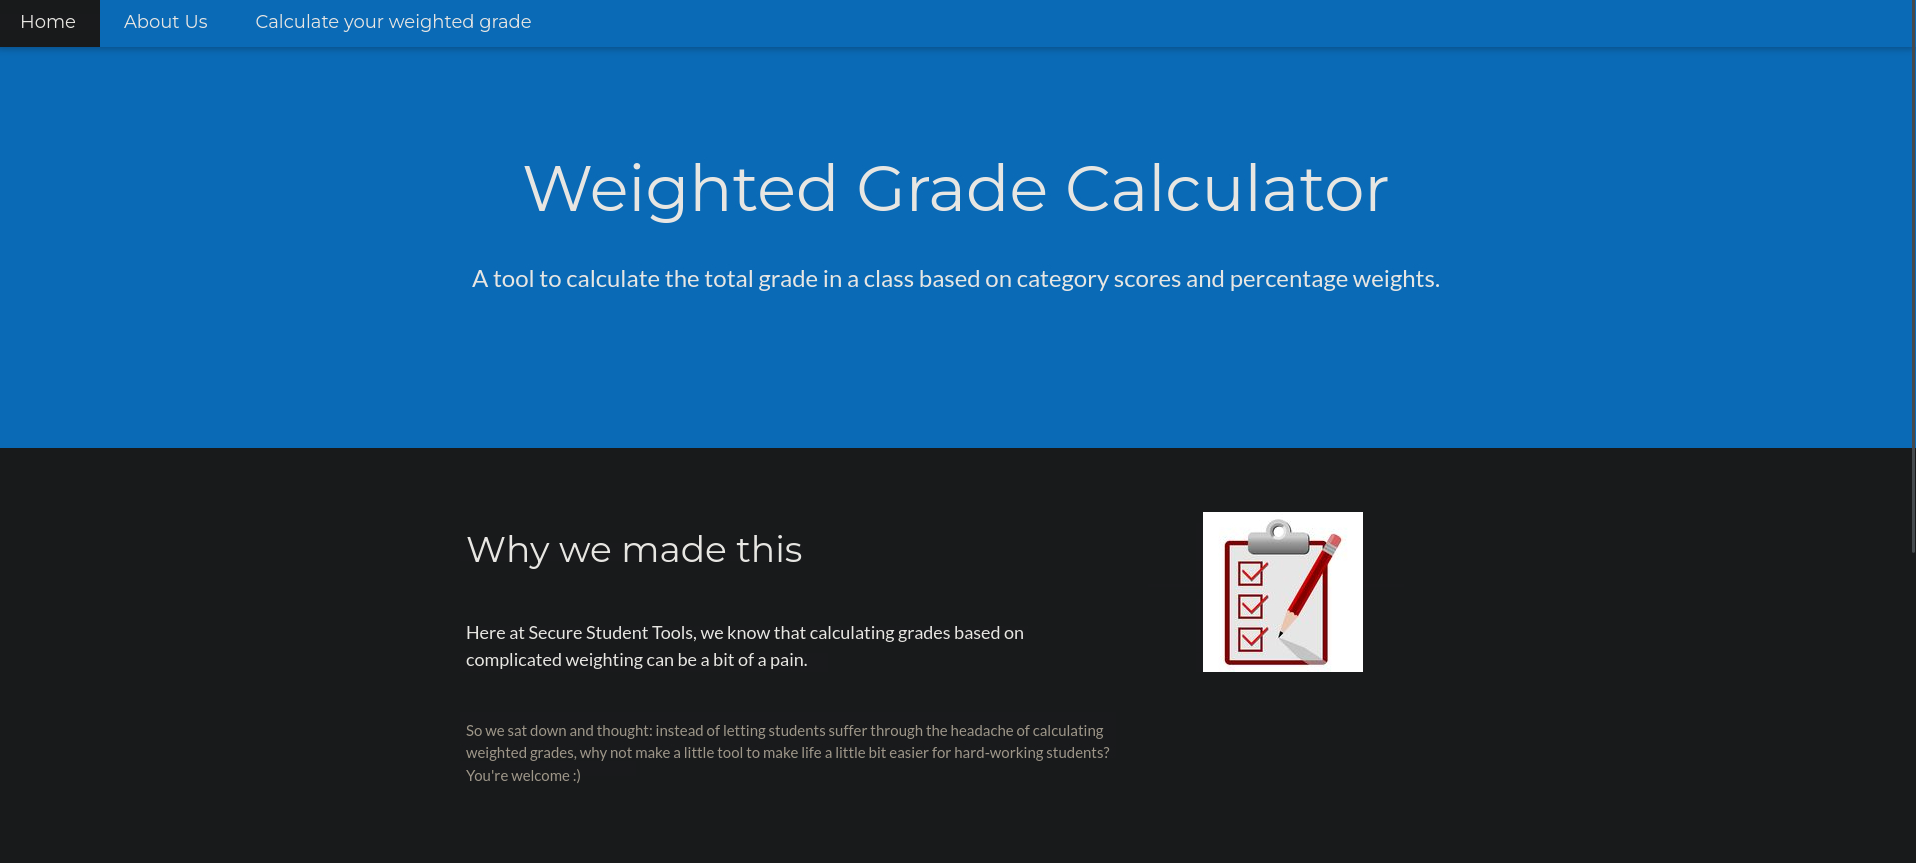 Home About Us Calculate your weighted grade
Weighted Grade Calculator
A tool to calculate the total grade in a class based on category scores and percentage weights.
Why we made this
Here at Secure Student Tools, we know that calculating grades based on
complicated weighting can be a bit of a pain.
So we sat down and thought: instead of letting students suffer through the headache of calculating
weighted grades, why not make a little tool to make life a little bit easier for hard-working students?
You're welcome :)